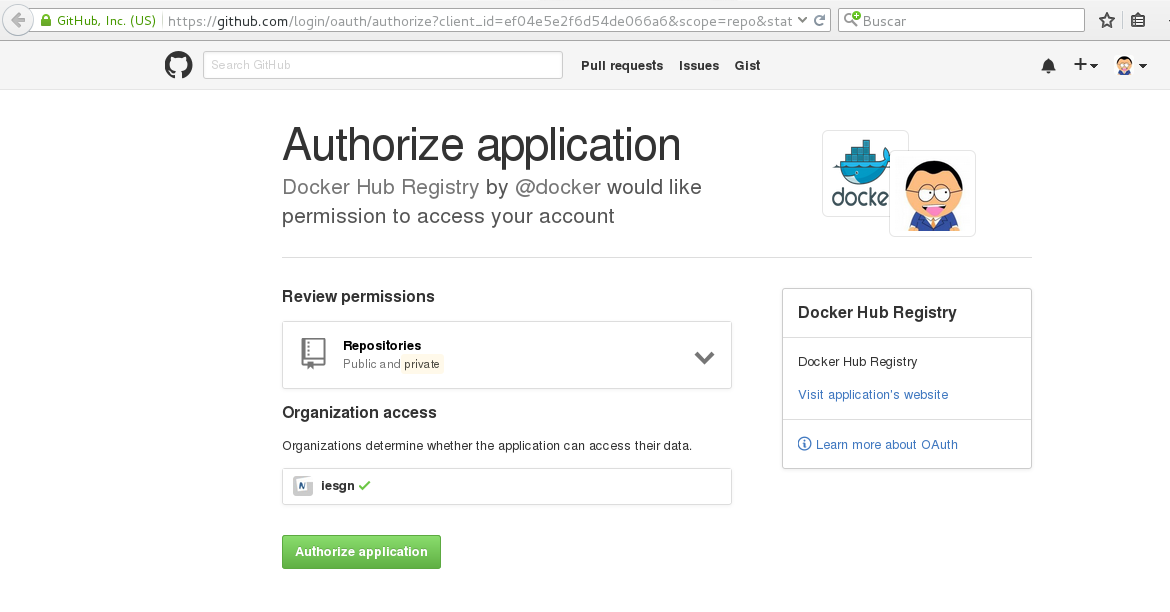 GitHub, Inc. (US) https://github.com/login/oauth/authorize?client_id=ef04e5e2f6d54de066a6&scope=repo&stat Buscar
Search GitHub Pull requests Issues Gist
Authorize application
Docker Hub Registry by @docker would like
permission to access your account
docke
Review permissions
Repositories
Public and private
Organization access
Organizations determine whether the application can access their data.
iesgn
Authorize application
Docker Hub Registry
Docker Hub Registry
Visit application's website
Learn more about OAuth